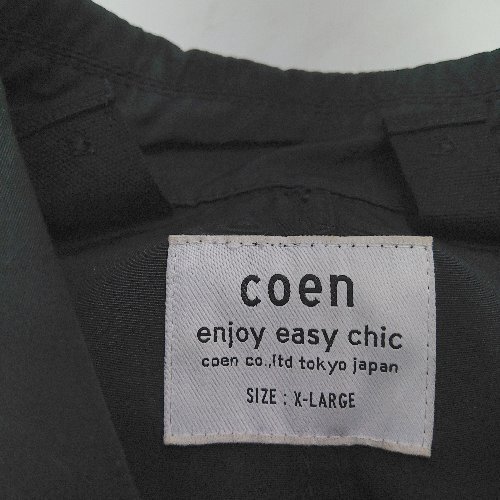 coen
enjoy easy chic
coen co.,ltd tokyo japan
SIZE : X-LARGE